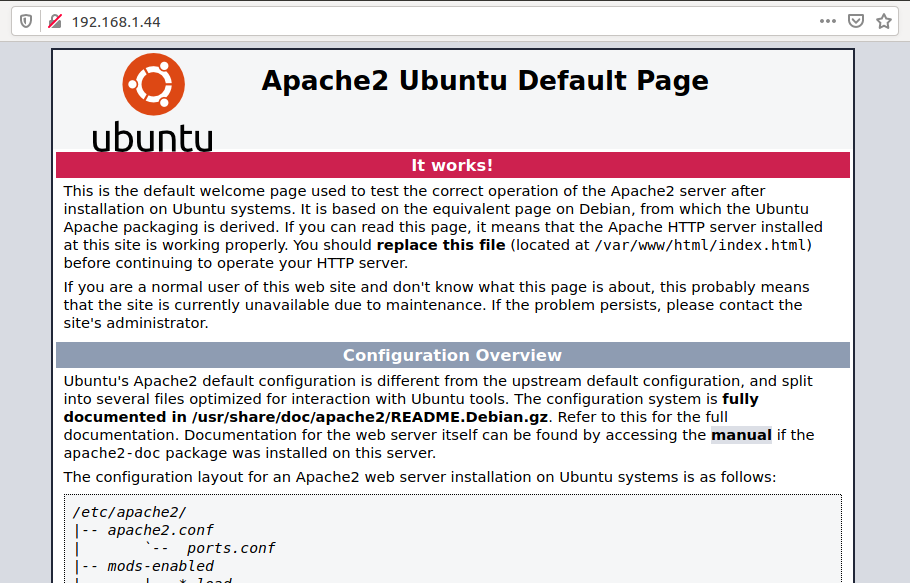 192.168.1.44
Apache2 Ubuntu Default Page
ubuntu
It works!
This is the default welcome page used to test the correct operation of the Apache2 server after
installation on Ubuntu systems. It is based on the equivalent page on Debian, from which the Ubuntu
Apache packaging is derived. If you can read this page, it means that the Apache HTTP server installed
at this site is working properly. You should replace this file (located at /var/www/html/index.html)
before continuing to operate your HTTP server.
If you are a normal user of this web site and don't know what this page is about, this probably means
that the site is currently unavailable due to maintenance. If the problem persists, please contact the
site's administrator.
Configuration Overview
Ubuntu's Apache2 default configuration is different from the upstream default configuration, and split
into several files optimized for interaction with Ubuntu tools. The configuration system is fully
documented in /usr/share/doc/apache2/README.Debian.gz. Refer to this for the full
documentation. Documentation for the web server itself can be found by accessing the manual if the
apache2-doc package was installed on this server.
The configuration layout for an Apache2 web server installation on Ubuntu systems is as follows:
/etc/apache2/
|-- apache2.conf
|       `--  ports.conf
|-- mods-enabled
|       |-- *.load